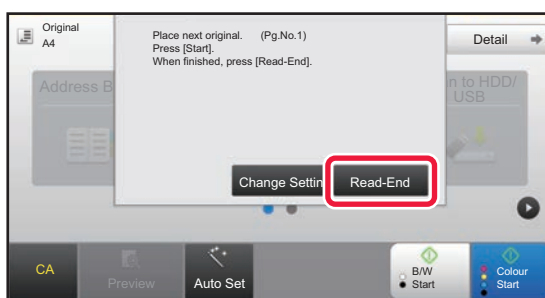 Original
A4
Place next original. (Pg.No.1)
Press [Start].
When finished, press [Read-End].
Detail
Address B
n to HDD/
USB
Change Settin
Read-End
CA
Preview
Auto Set
B/W
Start
Colour
Start